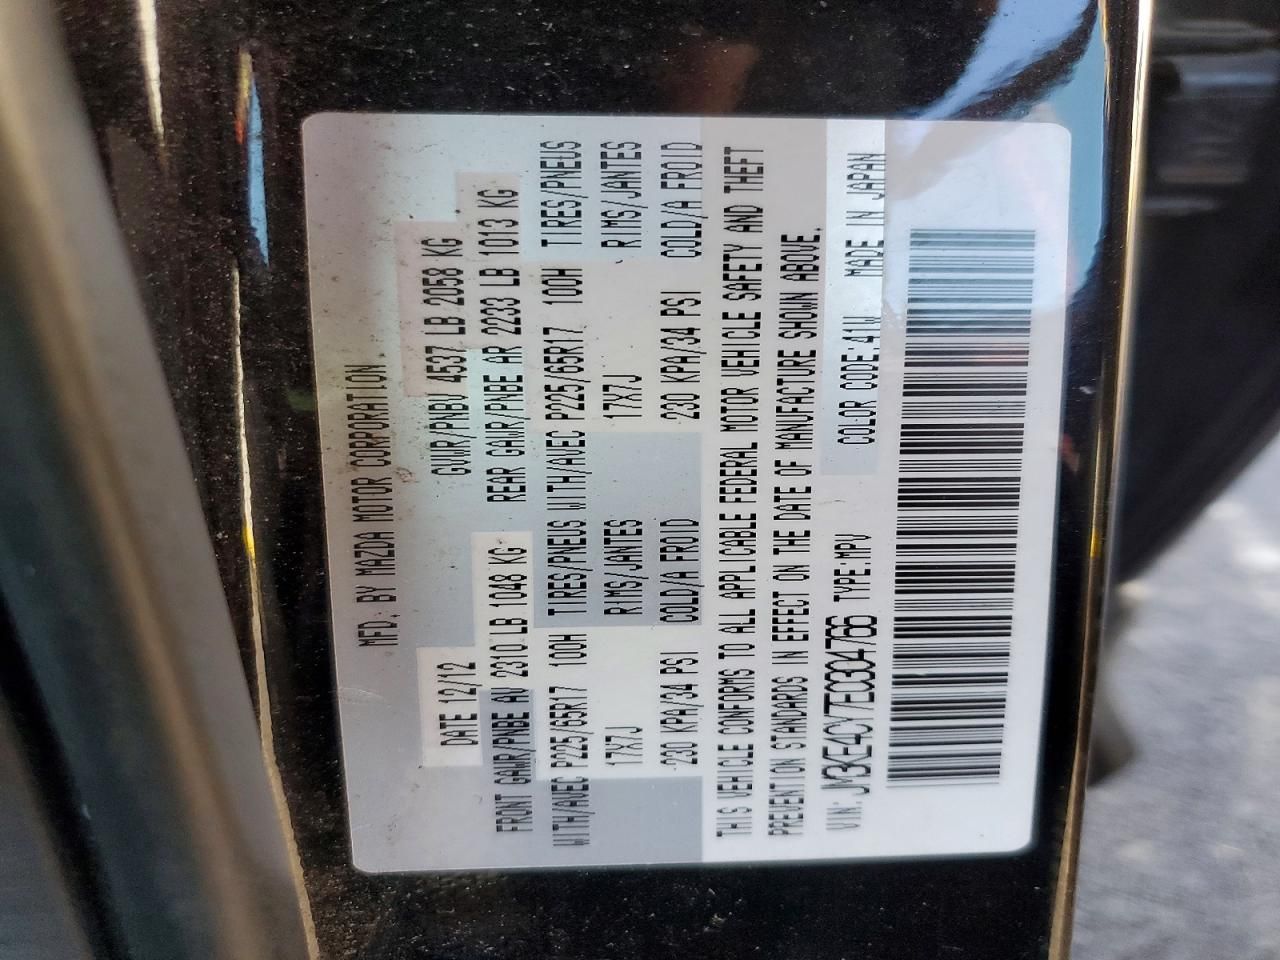 MFD. BY MAZDA MOTOR CORPORATION
DATE 12/12 GVWR/PNBV 4537 LB 2058 KG
FRONT GAWR/PNBE AV 2310 LB 1048 KG REAR GAWR/PNBE AR 2233 LB 1013 KG
WITH/AVEC P225/65R17 100H TIRES/PNEUS WITH/AVEC P225/65R17 100H TIRES/PNEUS
17X7J RIMS/JANTES 17X7J RIMS/JANTES
230 KPA/34 PSI COLD/A FROID 230 KPA/34 PSI COLD/A FROID
THIS VEHICLE CONFORMS TO ALL APPLICABLE FEDERAL MOTOR VEHICLE SAFETY AND THEFT
PREVENTION STANDARDS IN EFFECT ON THE DATE OF MANUFACTURE SHOWN ABOVE.
VIN: JM3KE4CY7E0304766 TYPE:MPV COLOR CODE:41W MADE IN JAPAN